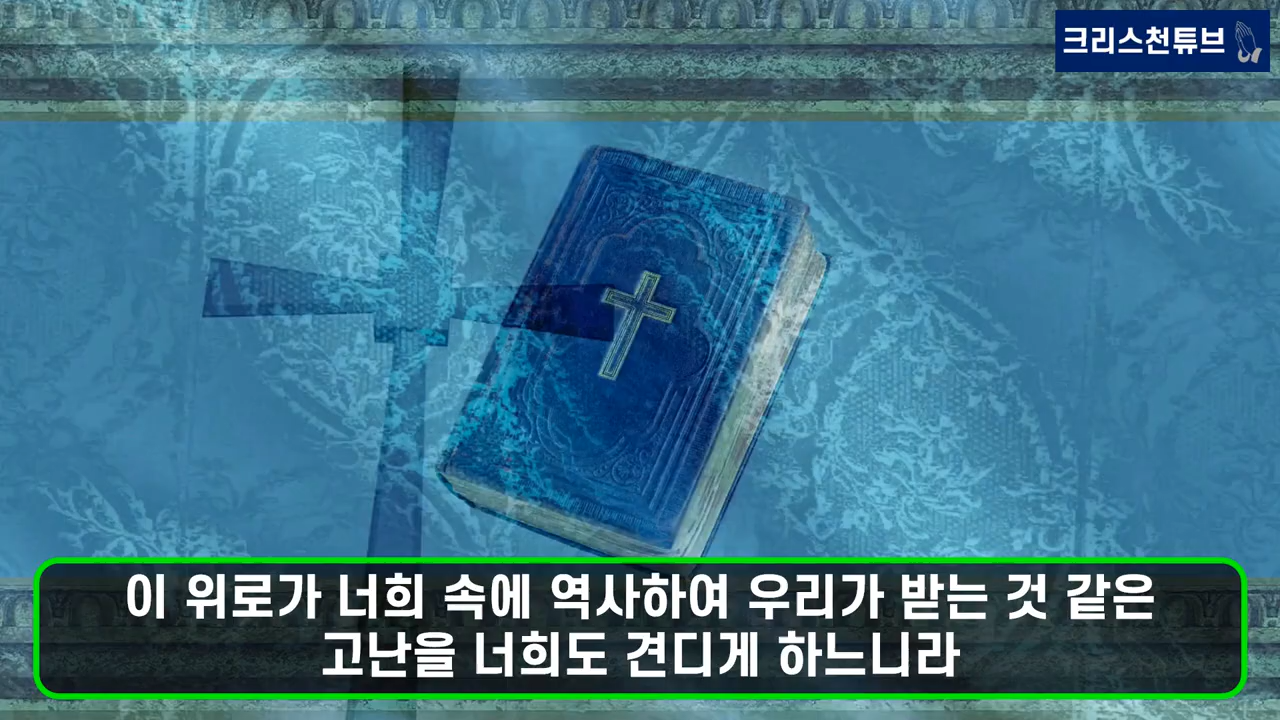 크리스천튜브
이 위로가 너희 속에 역사하여 우리가 받는 것 같은
고난을 너희도 견디게 하느니라